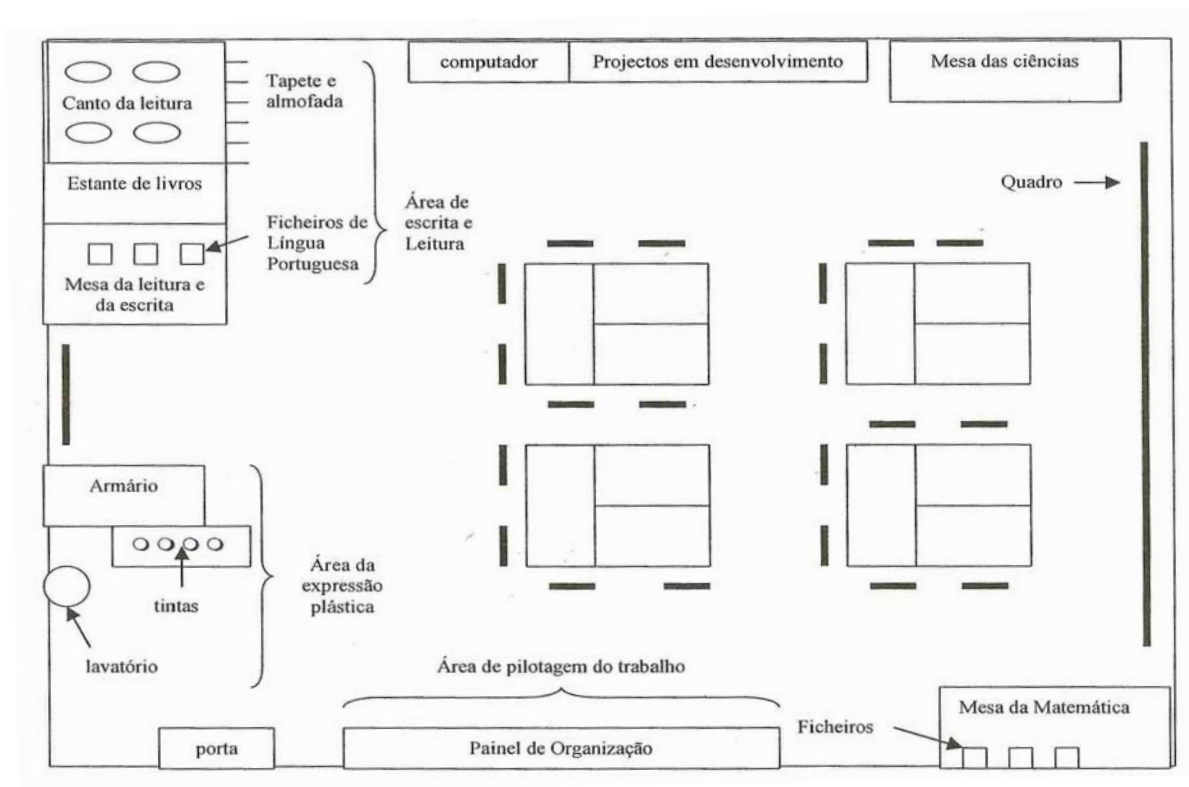 computador
Projectos em desenvolvimento
Mesa das ciências
Canto da leitura
Tapete e
almofada
Estante de livros
Ficheiros de
Língua
Portuguesa
Mesa da leitura e
da escrita
Área de
escrita e
Leitura
Quadro
Armário
tintas
lavatório
Área da
expressão
plástica
Área de pilotagem do trabalho
porta
Painel de Organização
Ficheiros
Mesa da Matemática